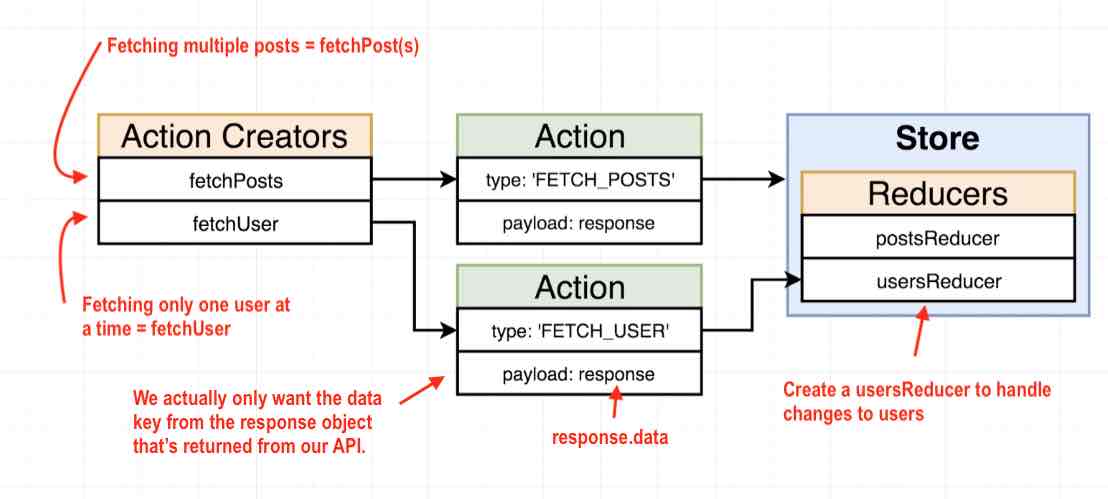 Fetching multiple posts = fetchPost(s)
Action Creators
fetchPosts
fetchUser
Action
type: 'FETCH_POSTS'
payload: response
Store
Reducers
postsReducer
usersReducer
Action
type: 'FETCH_USER'
payload: response
Fetching only one user at
a time = fetchUser
We actually only want the data
key from the response object
that's returned from our API.
response.data
Create a usersReducer to handle
changes to users